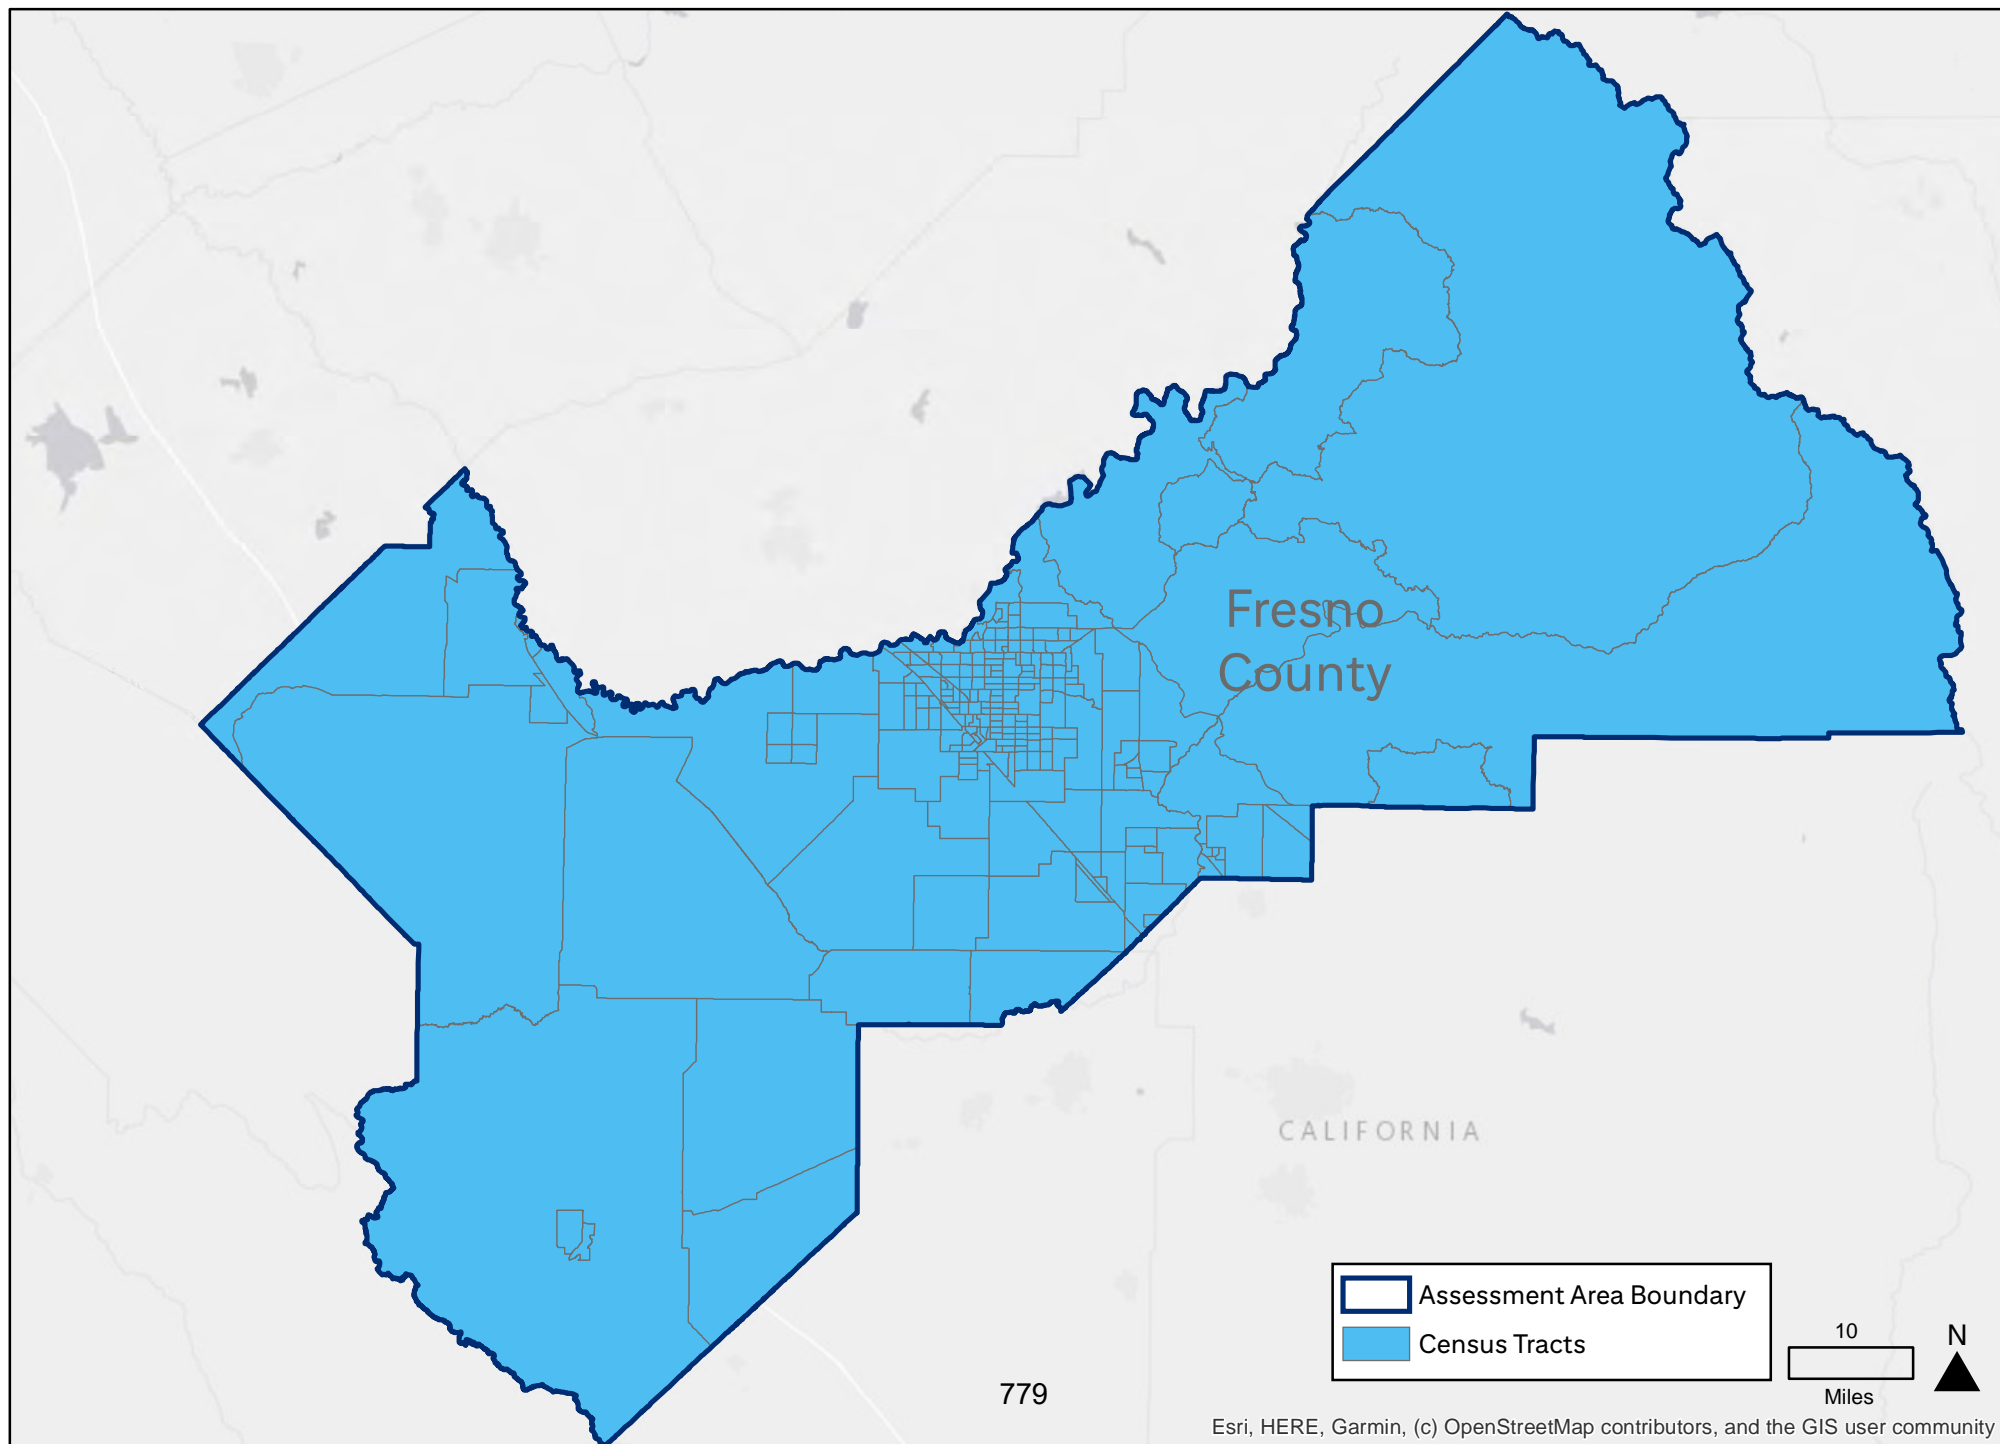 Fresno
County
CALIFORNIA
Assessment Area Boundary
Census Tracts
10
Miles
N
779
Esri, HERE, Garmin, (c) OpenStreetMap contributors, and the GIS user community